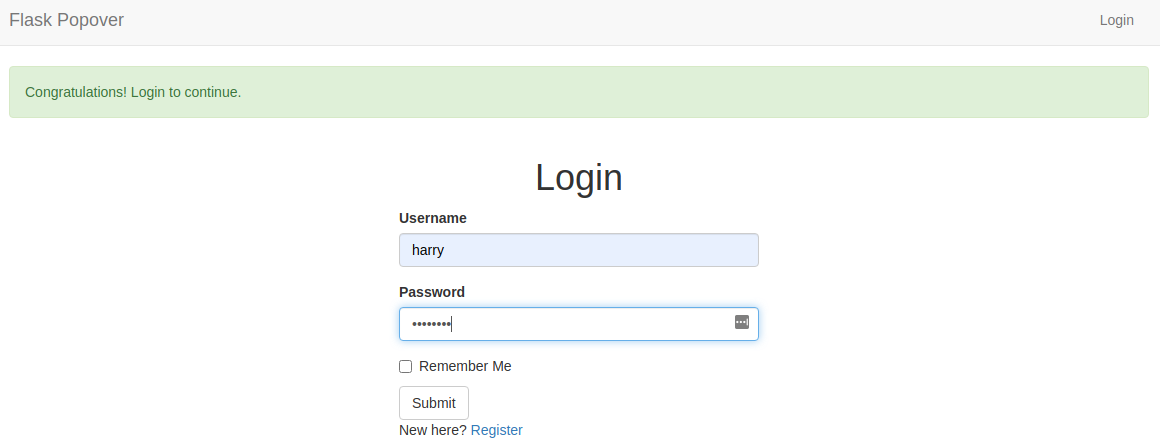 Flask Popover Login
Congratulations! Login to continue.
Login
Username
harry
Password
••••••••
Remember Me
Submit
New here? Register